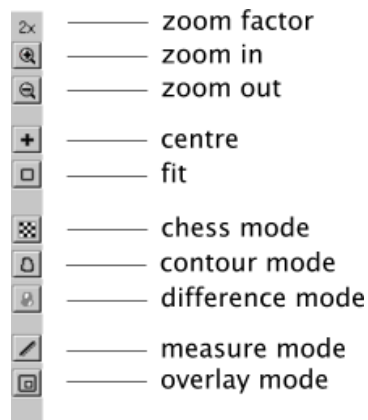 2x zoom factor
zoom in
zoom out
centre
fit
chess mode
contour mode
difference mode
measure mode
overlay mode